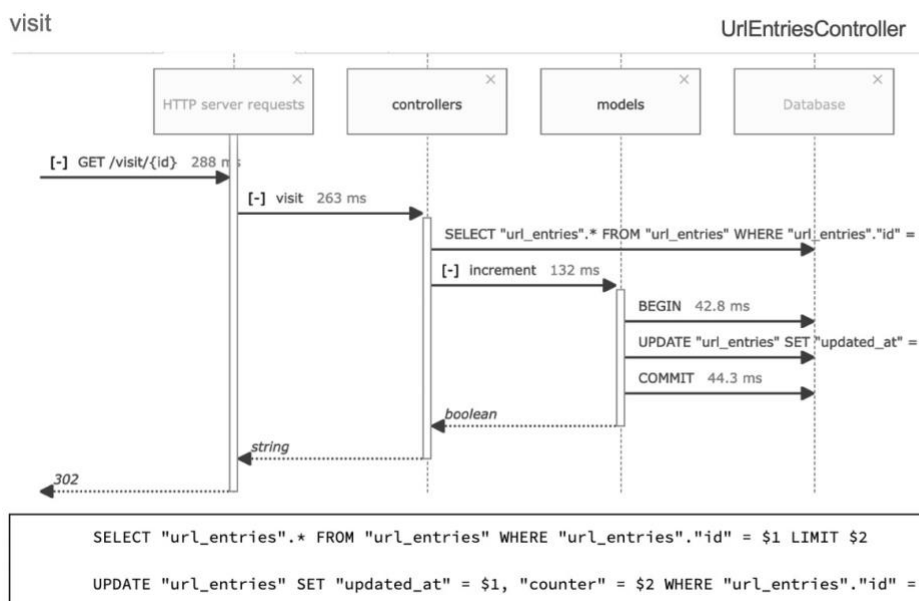 visit
UrlEntriesController
HTTP server requests
controllers
models
Database
[-] GET /visit/{id} 288 ms
[-] visit 263 ms
SELECT "url_entries".* FROM "url_entries" WHERE "url_entries"."id" =
[-] increment 132 ms
BEGIN 42.8 ms
UPDATE "url_entries" SET "updated_at" =
COMMIT 44.3 ms
boolean
string
302
SELECT "url_entries".* FROM "url_entries" WHERE "url_entries"."id" = $1 LIMIT $2
UPDATE "url_entries" SET "updated_at" = $1, "counter" = $2 WHERE "url_entries"."id" =